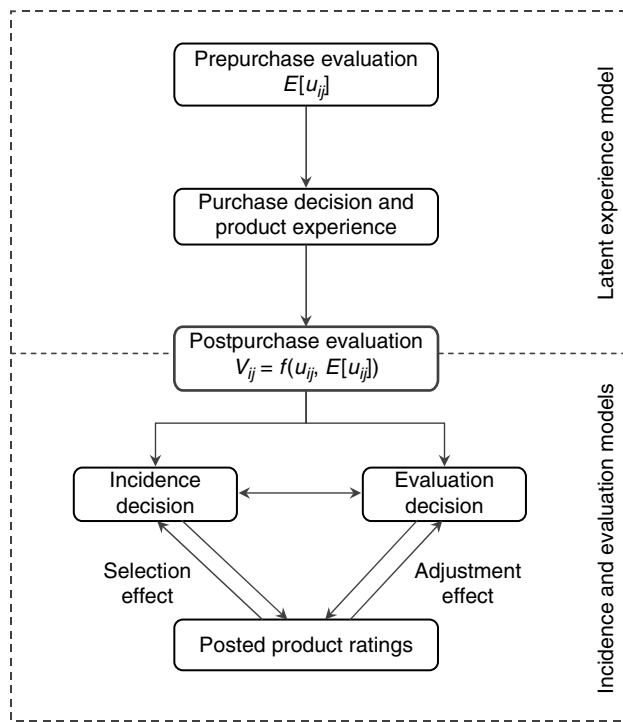 Prepurchase evaluation
E[u_ij]
Latent experience model
Purchase decision and
product experience
Postpurchase evaluation
V_ij = f(u_ij, E[u_ij])
Incidence and evaluation models
Incidence
decision
Evaluation
decision
Selection
effect
Adjustment
effect
Posted product ratings